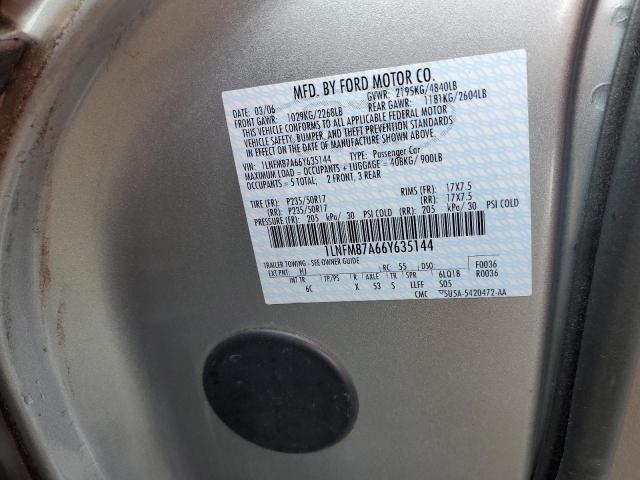 MFD. BY FORD MOTOR CO.
DATE: 03/06 GVWR: 2195KG/4840LB
FRONT GAWR: 1029KG/2268LB REAR GAWR: 1181KG/2604LB
THIS VEHICLE CONFORMS TO ALL APPLICABLE FEDERAL MOTOR
VEHICLE SAFETY, BUMPER, AND THEFT PREVENTION STANDARDS
IN EFFECT ON THE DATE OF MANUFACTURE SHOWN ABOVE.
VIN: 1LNFM87A66Y635144 TYPE: Passenger Car
MAXIMUM LOAD = OCCUPANTS + LUGGAGE = 408KG/ 900LB
OCCUPANTS = 5 TOTAL; 2 FRONT, 3 REAR
TIRE (FR): P235/50R17 RIMS (FR): 17X7.5
(RR): P235/50R17 (RR): 17X7.5
PRESSURE (FR): 205 kPa/ 30 PSI COLD (RR): 205 kPa/ 30 PSI COLD
1LNFM87A66Y635144
TRAILER TOWING - SEE OWNER GUIDE
EXT PNT: HJ RC: 55 DSO: F0036
INT TR TP/PS R AXLE TR SPR 6LQ18 R0036
6C X 53 S LLFF S05
CMC 5U5A-5420472-AA